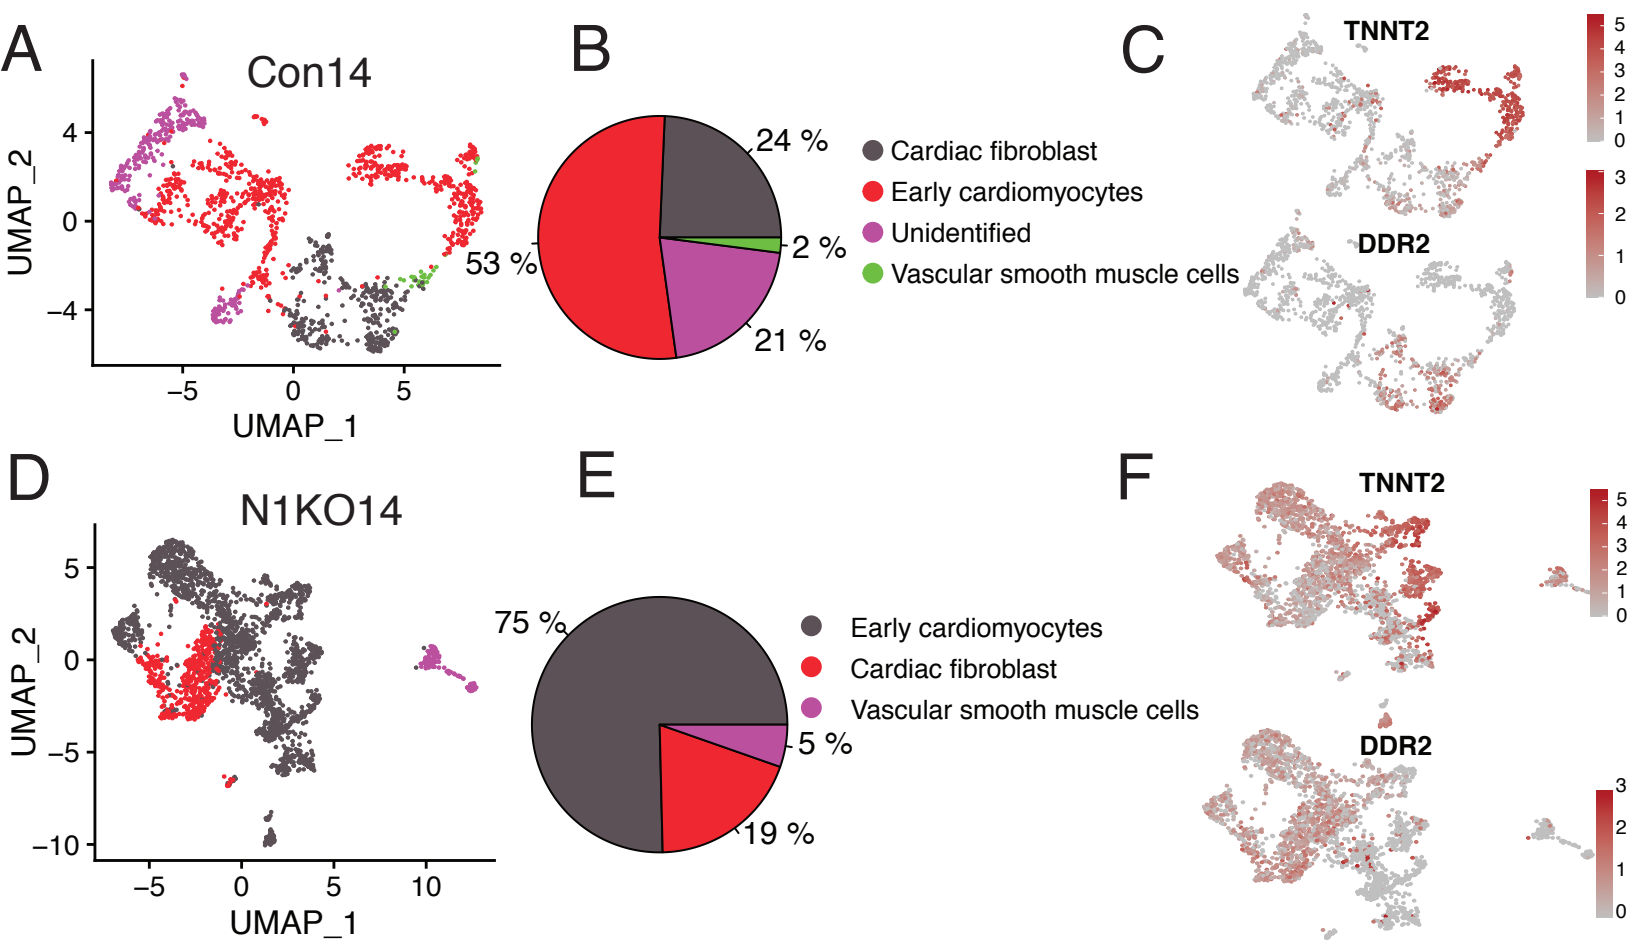 A
Con14
UMAP_2
4
0
−4
−5
0
5
UMAP_1
B
24 %
53 %
2 %
21 %
Cardiac fibroblast
Early cardiomyocytes
Unidentified
Vascular smooth muscle cells
C
TNNT2
5
4
3
2
1
0
DDR2
3
2
1
0
D
N1KO14
UMAP_2
5
0
−5
−10
−5
0
5
10
UMAP_1
E
75 %
5 %
19 %
Early cardiomyocytes
Cardiac fibroblast
Vascular smooth muscle cells
F
TNNT2
5
4
3
2
1
0
DDR2
3
2
1
0